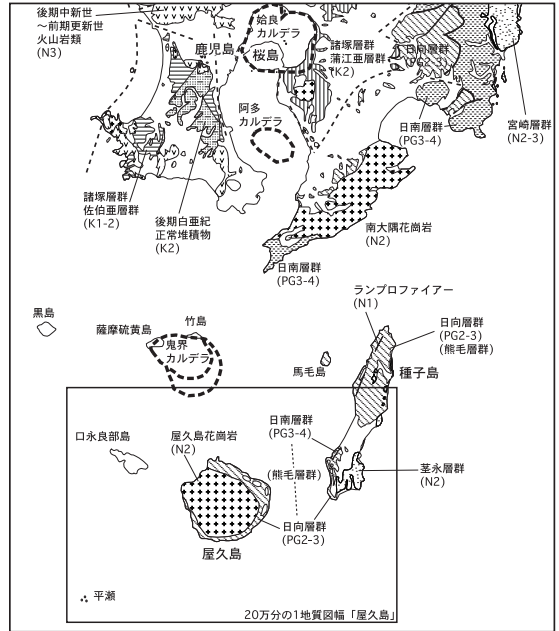 後期中新世
～前期更新世
火山岩類
(N3)
鹿児島
姶良
カルデラ
桜島
諸塚層群
蒲江亜層群
(K2)
日向層群
(PG2-3)
阿多
カルデラ
日南層群
(PG3-4)
宮崎層群
(N2-3)
諸塚層群
佐伯亜層群
(K1-2)
後期白亜紀
正常堆積物
(K2)
南大隅花崗岩
(N2)
日南層群
(PG3-4)
ランプロファイアー
(N1)
黒島
薩摩硫黄島
竹島
鬼界
カルデラ
日向層群
(PG2-3)
(熊毛層群)
馬毛島
種子島
口永良部島
屋久島花崗岩
(N2)
日南層群
(PG3-4)
(熊毛層群)
茎永層群
(N2)
日向層群
(PG2-3)
屋久島
平瀬
20万分の1地質図幅「屋久島」